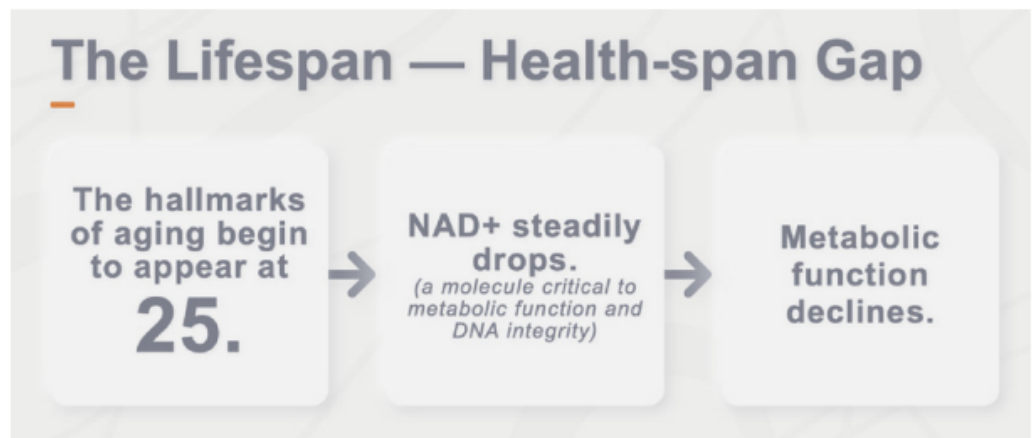 The Lifespan — Health-span Gap
The hallmarks
of aging begin
to appear at
25.
NAD+ steadily
drops.
(a molecule critical to
metabolic function and
DNA integrity)
Metabolic
function
declines.